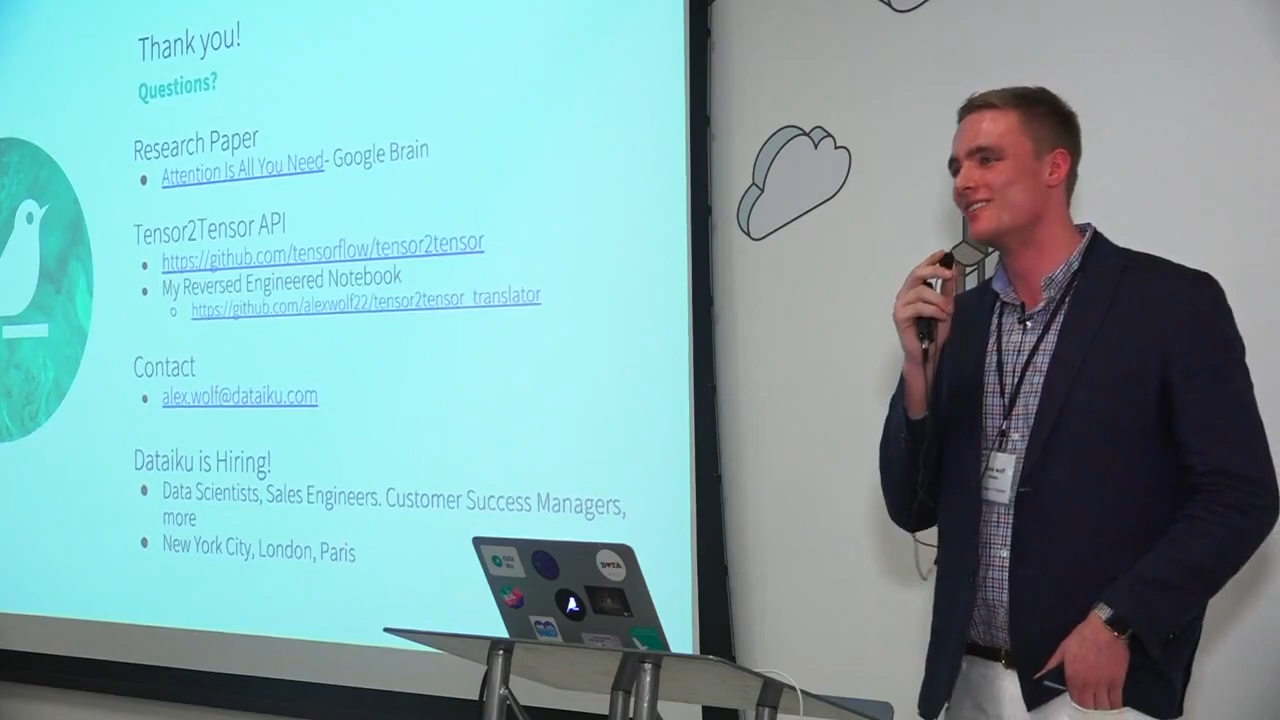 Thank you!
Questions?
Research Paper
Attention Is All You Need- Google Brain
Tensor2Tensor API
https://github.com/tensorflow/tensor2tensor
My Reversed Engineered Notebook
https://github.com/alexwolf22/tensor2tensor_translator
Contact
alex.wolf@dataiku.com
Dataiku is Hiring!
Data Scientists, Sales Engineers. Customer Success Managers,
more
New York City, London, Paris